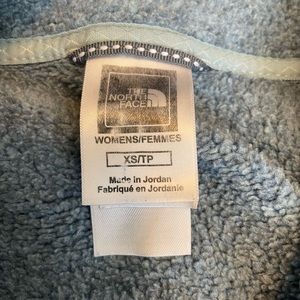 THE
NORTH
FACE
WOMENS/FEMMES
XS/TP
Made in Jordan
Fabriqué en Jordanie